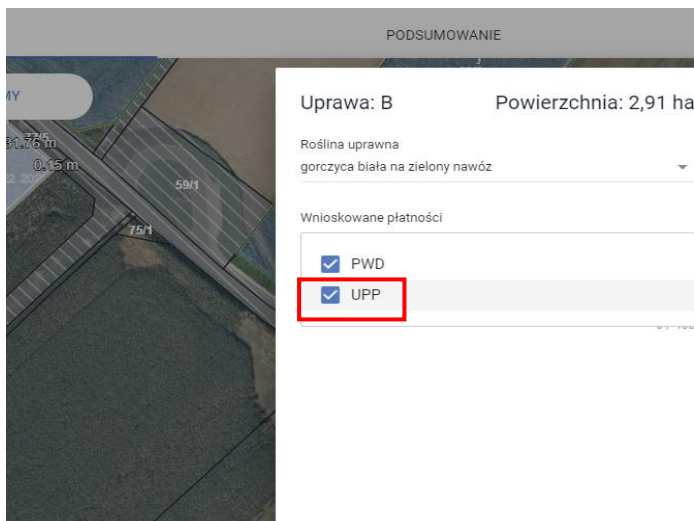 PODSUMOWANIE
MY
Uprawa: B
Powierzchnia: 2,91 ha
Roślina uprawna
gorczyca biała na zielony nawóz
0.15 m
59/1
Wnioskowane płatności
75/1
PWD
UPP